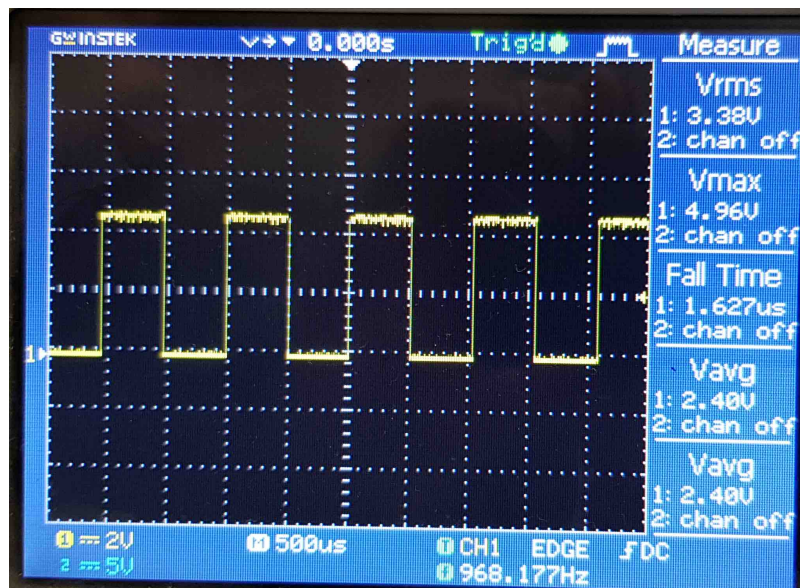 GW INSTEK 0.000s Trig'd Measure
Vrms
1: 3.38V
2: chan off
Vmax
1: 4.96V
2: chan off
Fall Time
1: 1.627us
2: chan off
Vavg
1: 2.40V
2: chan off
Vavg
1: 2.40V
2: chan off
1
1 2V M 500us T CH1 EDGE DC
2 5V 968.177Hz